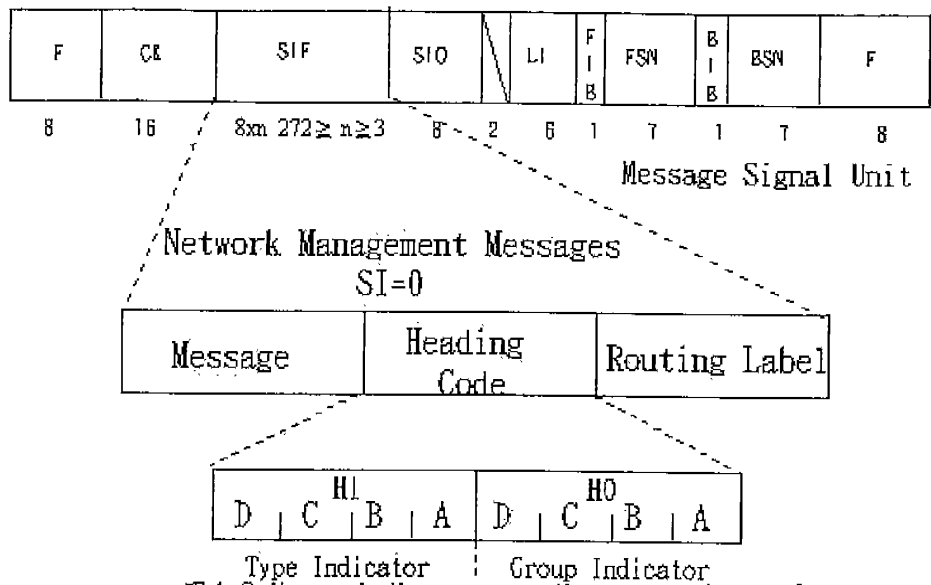 F CK SIF SIO LI FIB FSN BIB BSN F
8 16 8xn 272≧ n≧3 8 2 6 1 7 1 7 8
Message Signal Unit
Network Management Messages
SI=0
Message Heading Code Routing Label
H1 H0
D C B A D C B A
Type Indicator Group Indicator